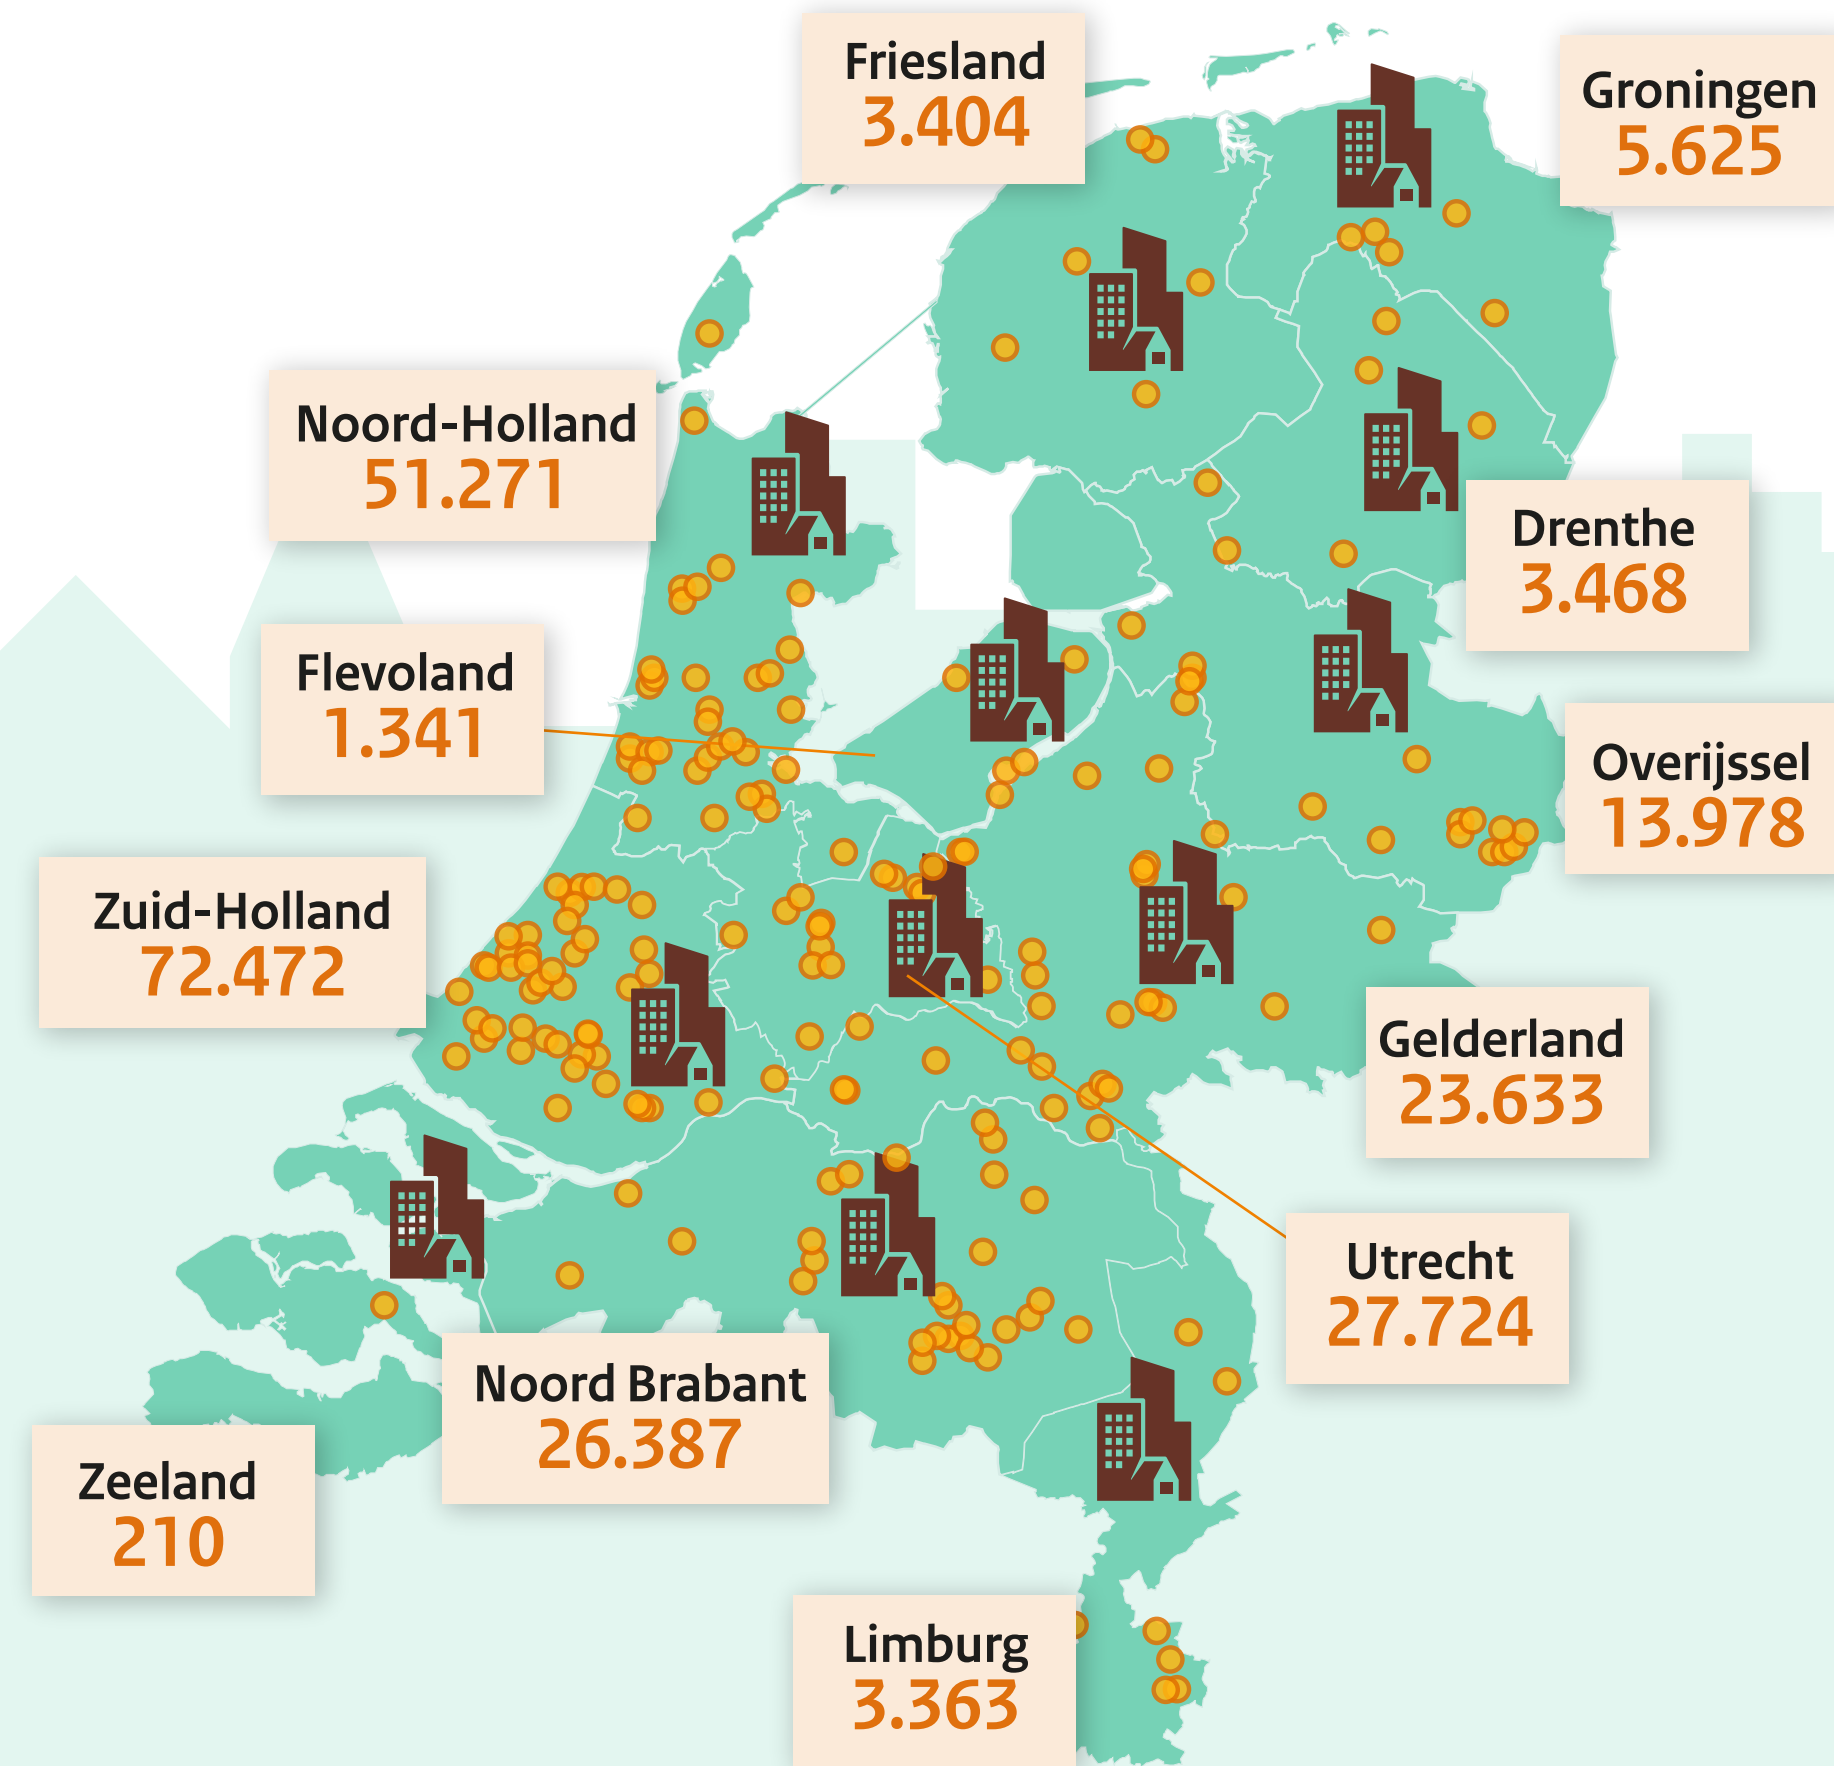 Friesland
3.404
Groningen
5.625
Noord-Holland
51.271
Drenthe
3.468
Flevoland
1.341
Overijssel
13.978
Zuid-Holland
72.472
Gelderland
23.633
Utrecht
27.724
Noord Brabant
26.387
Zeeland
210
Limburg
3.363